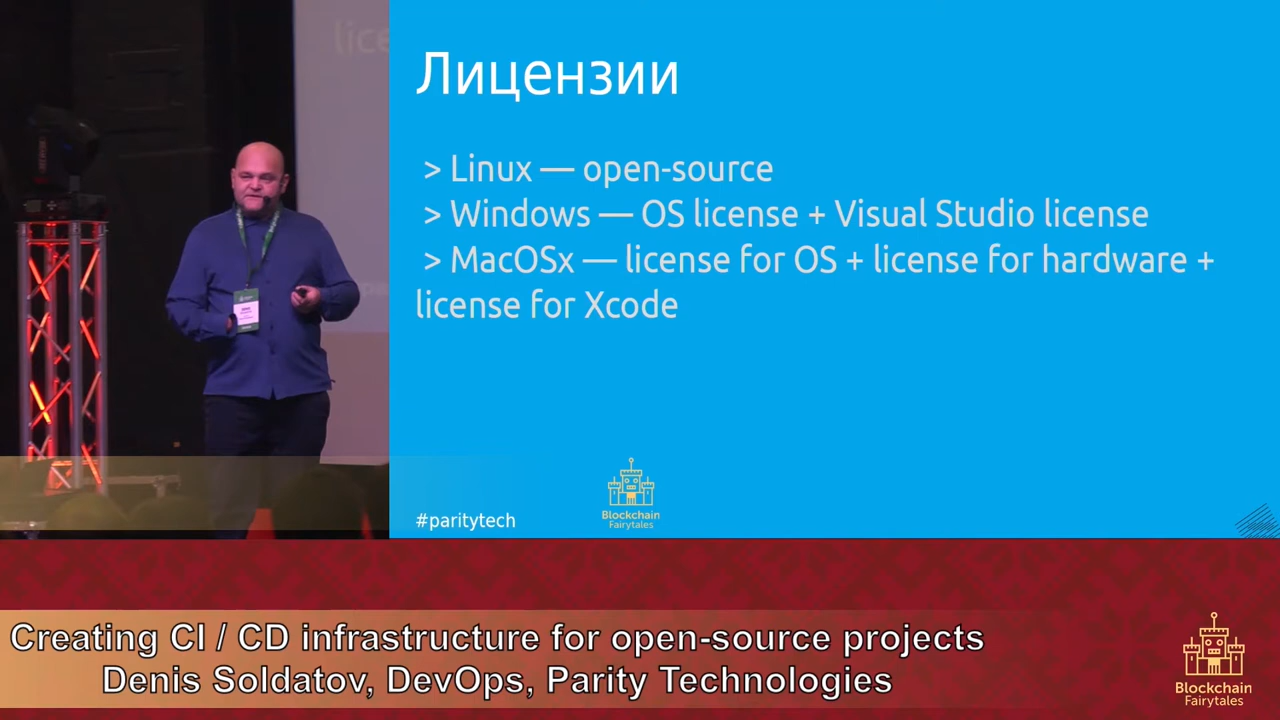 Лицензии
> Linux — open-source
> Windows — OS license + Visual Studio license
> MacOSx — license for OS + license for hardware +
license for Xcode
#paritytech
Blockchain
Fairytales
Creating CI / CD infrastructure for open-source projects
Denis Soldatov, DevOps, Parity Technologies
Blockchain
Fairytales